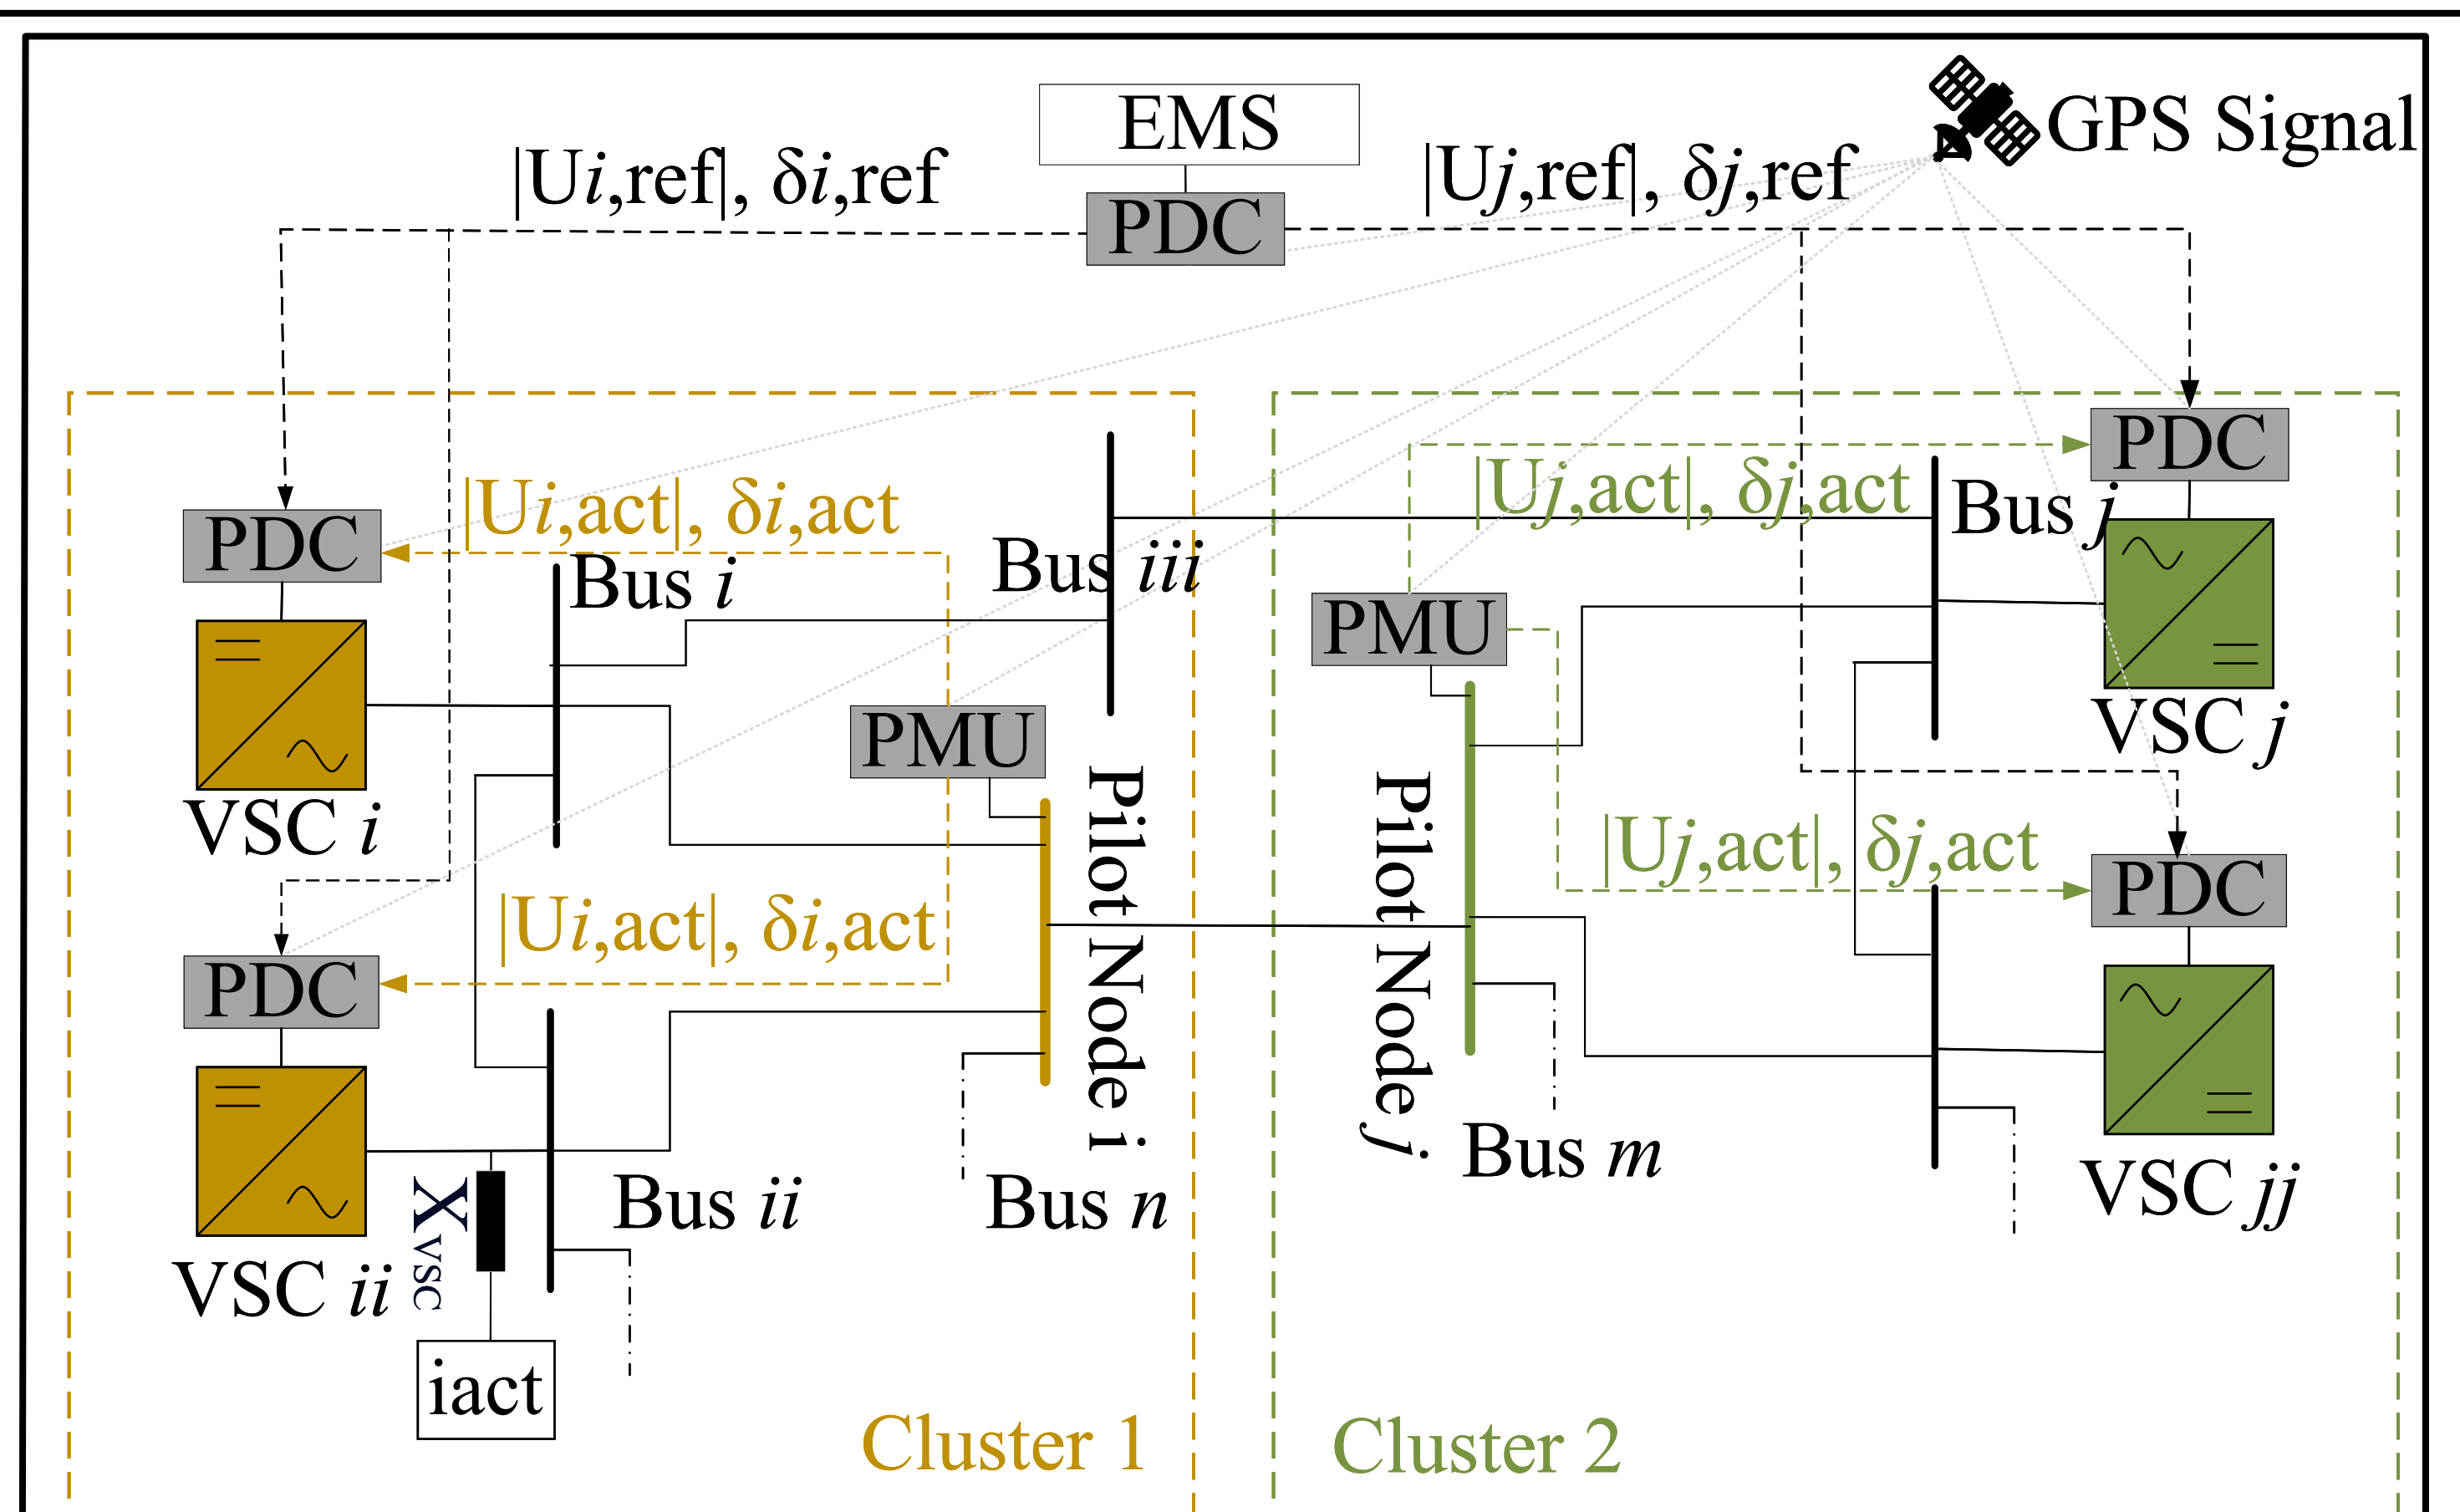 EMS
GPS Signal
|Ui,ref|, δi,ref
|Uj,ref|, δj,ref
PDC
PDC
|Ui,act|, δi,act
|Uj,act|, δj,act
Bus j
PDC
Bus i
Bus iii
PMU
PMU
VSC j
VSC i
Pilot Node i
Pilot Node j
|Uj,act|, δj,act
PDC
|Ui,act|, δi,act
PDC
Bus m
VSC jj
Bus ii
Bus n
XVSC
VSC ii
iact
Cluster 1
Cluster 2